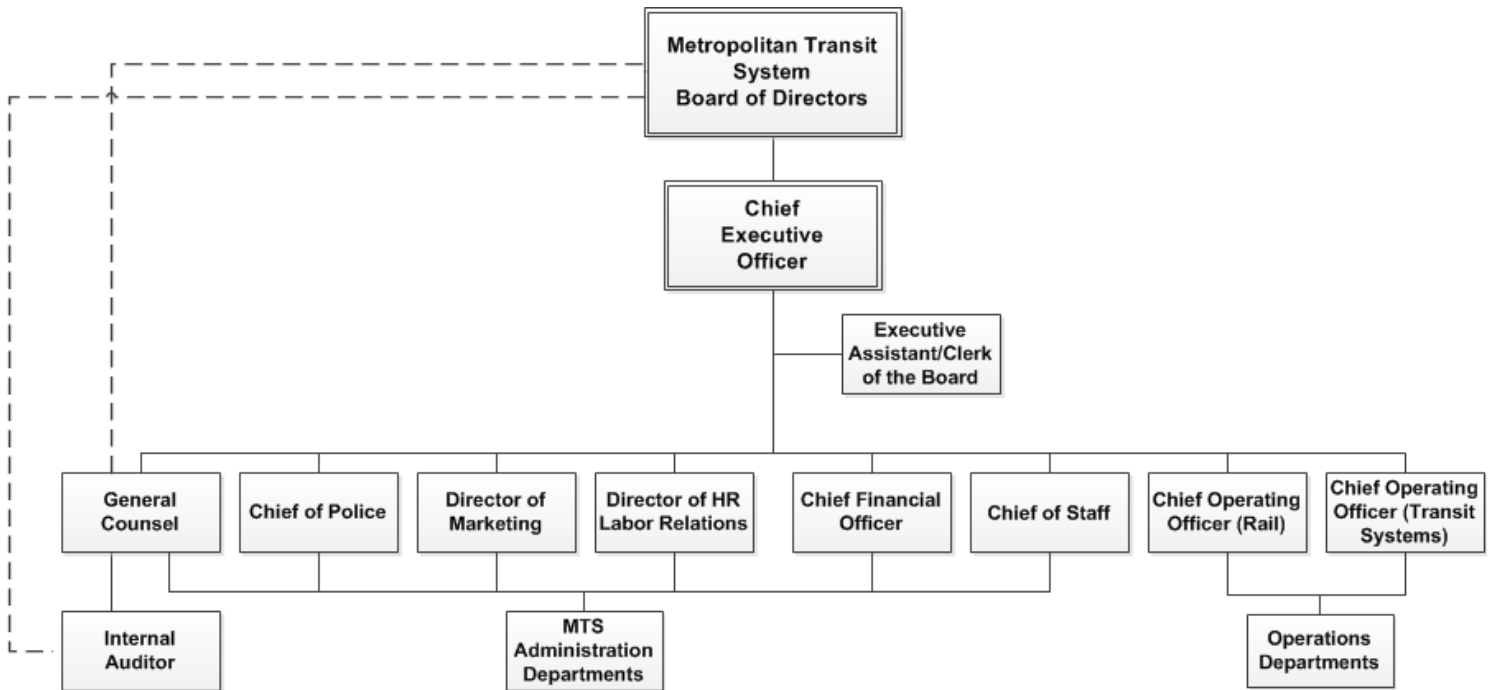 Metropolitan Transit
System
Board of Directors
Chief
Executive
Officer
Executive
Assistant/Clerk
of the Board
General
Counsel
Chief of Police
Director of
Marketing
Director of HR
Labor Relations
Chief Financial
Officer
Chief of Staff
Chief Operating
Officer (Rail)
Chief Operating
Officer (Transit
Systems)
Internal
Auditor
MTS
Administration
Departments
Operations
Departments